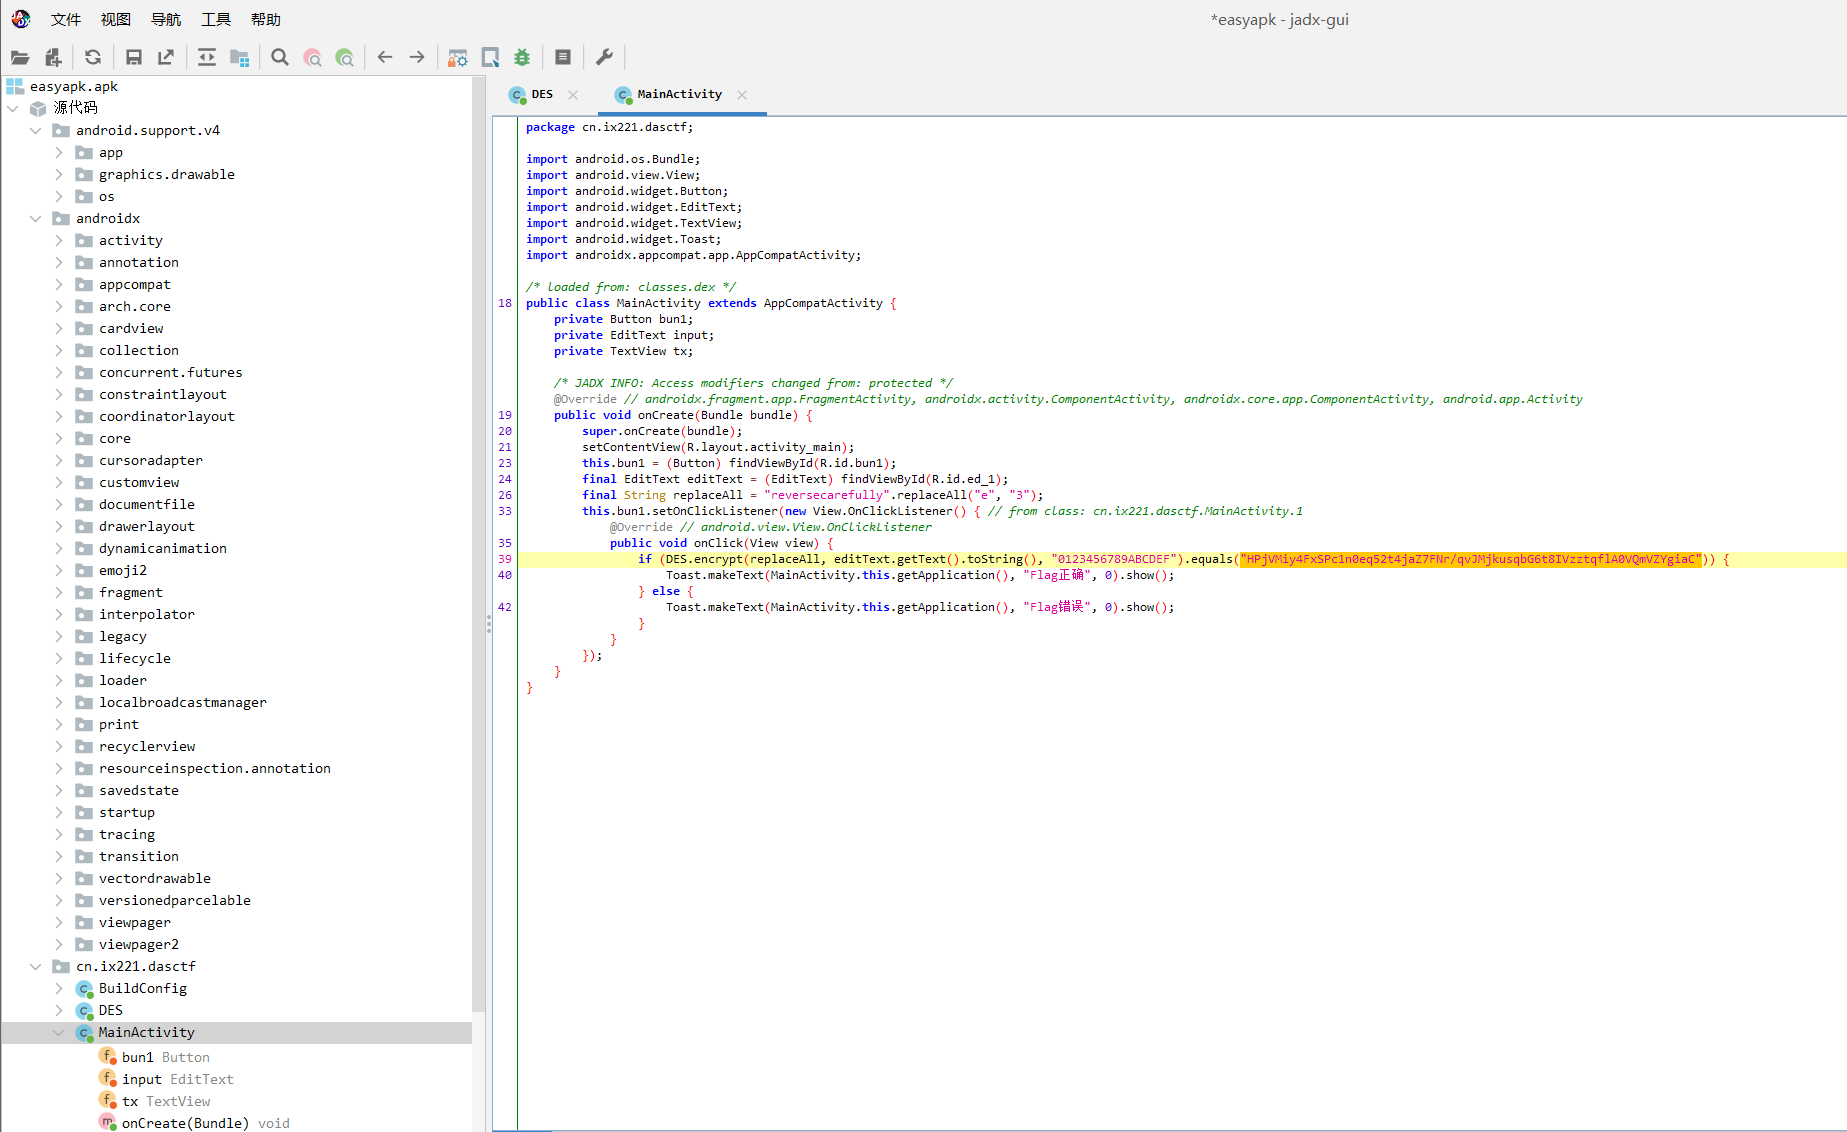 文件 视图 导航 工具 帮助
*easyapk - jadx-gui
easyapk.apk
源代码
android.support.v4
app
graphics.drawable
os
androidx
activity
annotation
appcompat
arch.core
cardview
collection
concurrent.futures
constraintlayout
coordinatorlayout
core
cursoradapter
customview
documentfile
drawerlayout
dynamicanimation
emoji2
fragment
interpolator
legacy
lifecycle
loader
localbroadcastmanager
print
recyclerview
resourceinspection.annotation
savedstate
startup
tracing
transition
vectordrawable
versionedparcelable
viewpager
viewpager2
cn.ix221.dasctf
BuildConfig
DES
MainActivity
bun1 Button
input EditText
tx TextView
onCreate(Bundle) void
DES MainActivity
package cn.ix221.dasctf;
import android.os.Bundle;
import android.view.View;
import android.widget.Button;
import android.widget.EditText;
import android.widget.TextView;
import android.widget.Toast;
import androidx.appcompat.app.AppCompatActivity;
/* loaded from: classes.dex */
18 public class MainActivity extends AppCompatActivity {
private Button bun1;
private EditText input;
private TextView tx;
/* JADX INFO: Access modifiers changed from: protected */
@Override // androidx.fragment.app.FragmentActivity, androidx.activity.ComponentActivity, androidx.core.app.ComponentActivity, android.app.Activity
19 public void onCreate(Bundle bundle) {
20 super.onCreate(bundle);
21 setContentView(R.layout.activity_main);
23 this.bun1 = (Button) findViewById(R.id.bun1);
24 final EditText editText = (EditText) findViewById(R.id.ed_1);
26 final String replaceAll = "reversecarefully".replaceAll("e", "3");
33 this.bun1.setOnClickListener(new View.OnClickListener() { // from class: cn.ix221.dasctf.MainActivity.1
@Override // android.view.View.OnClickListener
35 public void onClick(View view) {
39 if (DES.encrypt(replaceAll, editText.getText().toString(), "0123456789ABCDEF").equals("HPjVMiy4FxSPc1n0eq52t4jaZ7FNr/qvJMjkusqbG6t8IVzztqflA0VQmVZYgiaC")) {
40 Toast.makeText(MainActivity.this.getApplication(), "Flag正确", 0).show();
} else {
42 Toast.makeText(MainActivity.this.getApplication(), "Flag错误", 0).show();
}
}
});
}
}